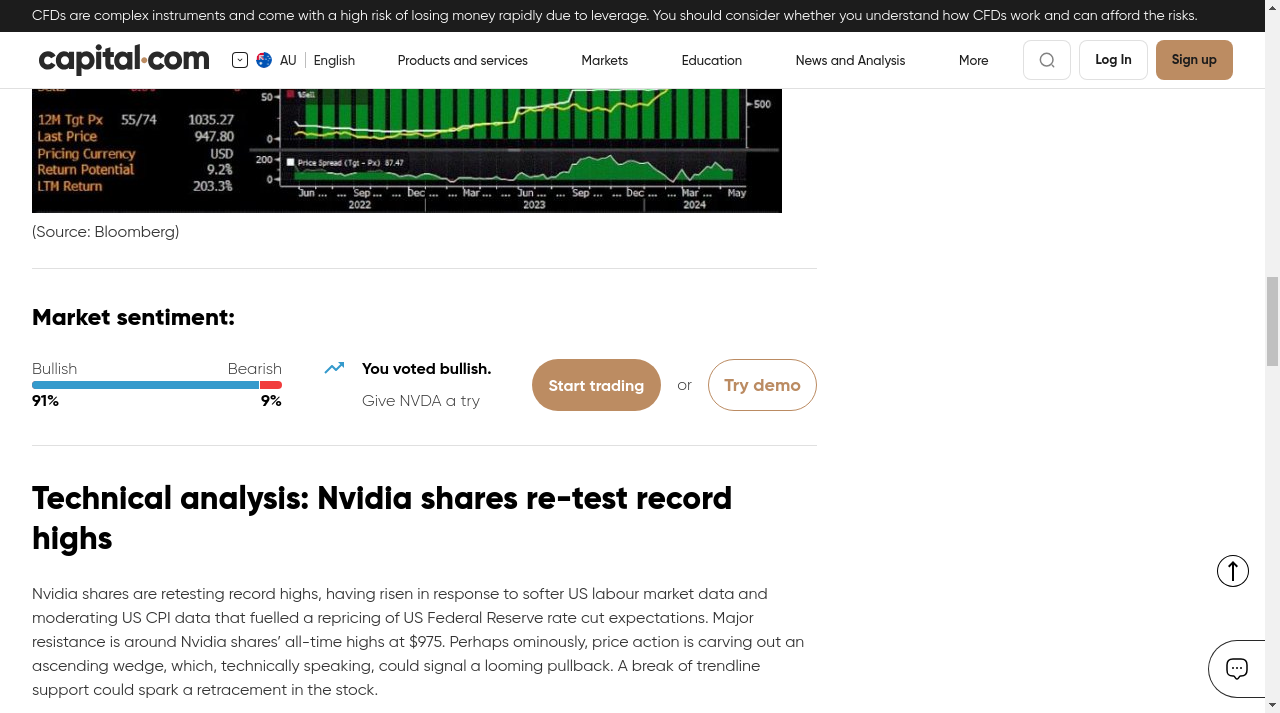 CFDs are complex instruments and come with a high risk of losing money rapidly due to leverage. You should consider whether you understand how CFDs work and can afford the risks.
capital.com
AU | English
Products and services
Markets
Education
News and Analysis
More
Log In
Sign up
12M Tgt Px 55/74 1035.27
Last Price 947.80
Pricing Currency USD
Return Potential 9.2%
LTM Return 203.3%
50
%Sell
0
500
200
Price Spread (Tgt - Px) 87.47
0
Jun ... ... Sep ... ... Dec ... Mar ... ... Jun ... ... Sep ... ... Dec ... ... Mar ... May
2022 2023 2024
(Source: Bloomberg)
Market sentiment:
Bullish Bearish
91% 9%
You voted bullish.
Give NVDA a try
Start trading
or
Try demo
Technical analysis: Nvidia shares re-test record
highs
Nvidia shares are retesting record highs, having risen in response to softer US labour market data and
moderating US CPI data that fuelled a repricing of US Federal Reserve rate cut expectations. Major
resistance is around Nvidia shares’ all-time highs at $975. Perhaps ominously, price action is carving out an
ascending wedge, which, technically speaking, could signal a looming pullback. A break of trendline
support could spark a retracement in the stock.